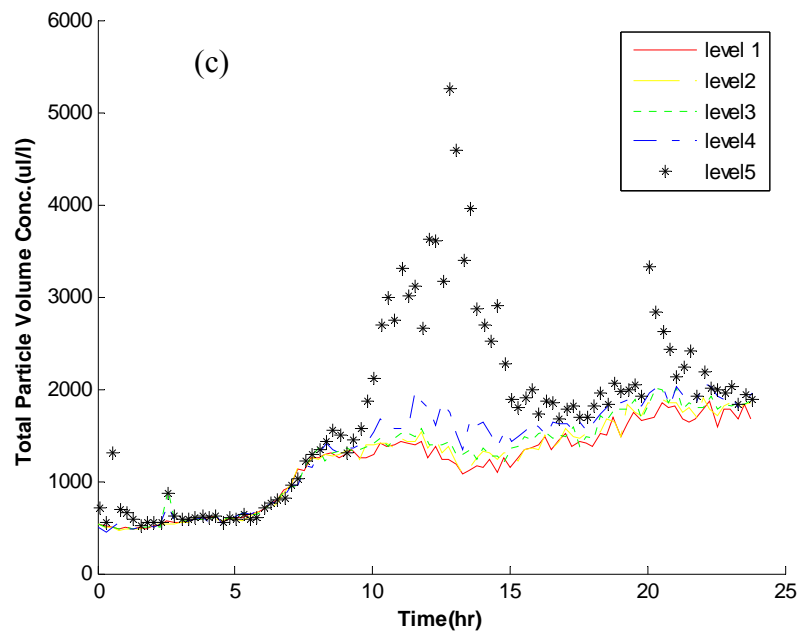 6000
(c)
level 1
level2
level3
level4
level5
5000
4000
3000
2000
1000
0
Total Particle Volume Conc.(ul/l)
0 5 10 15 20 25
Time(hr)